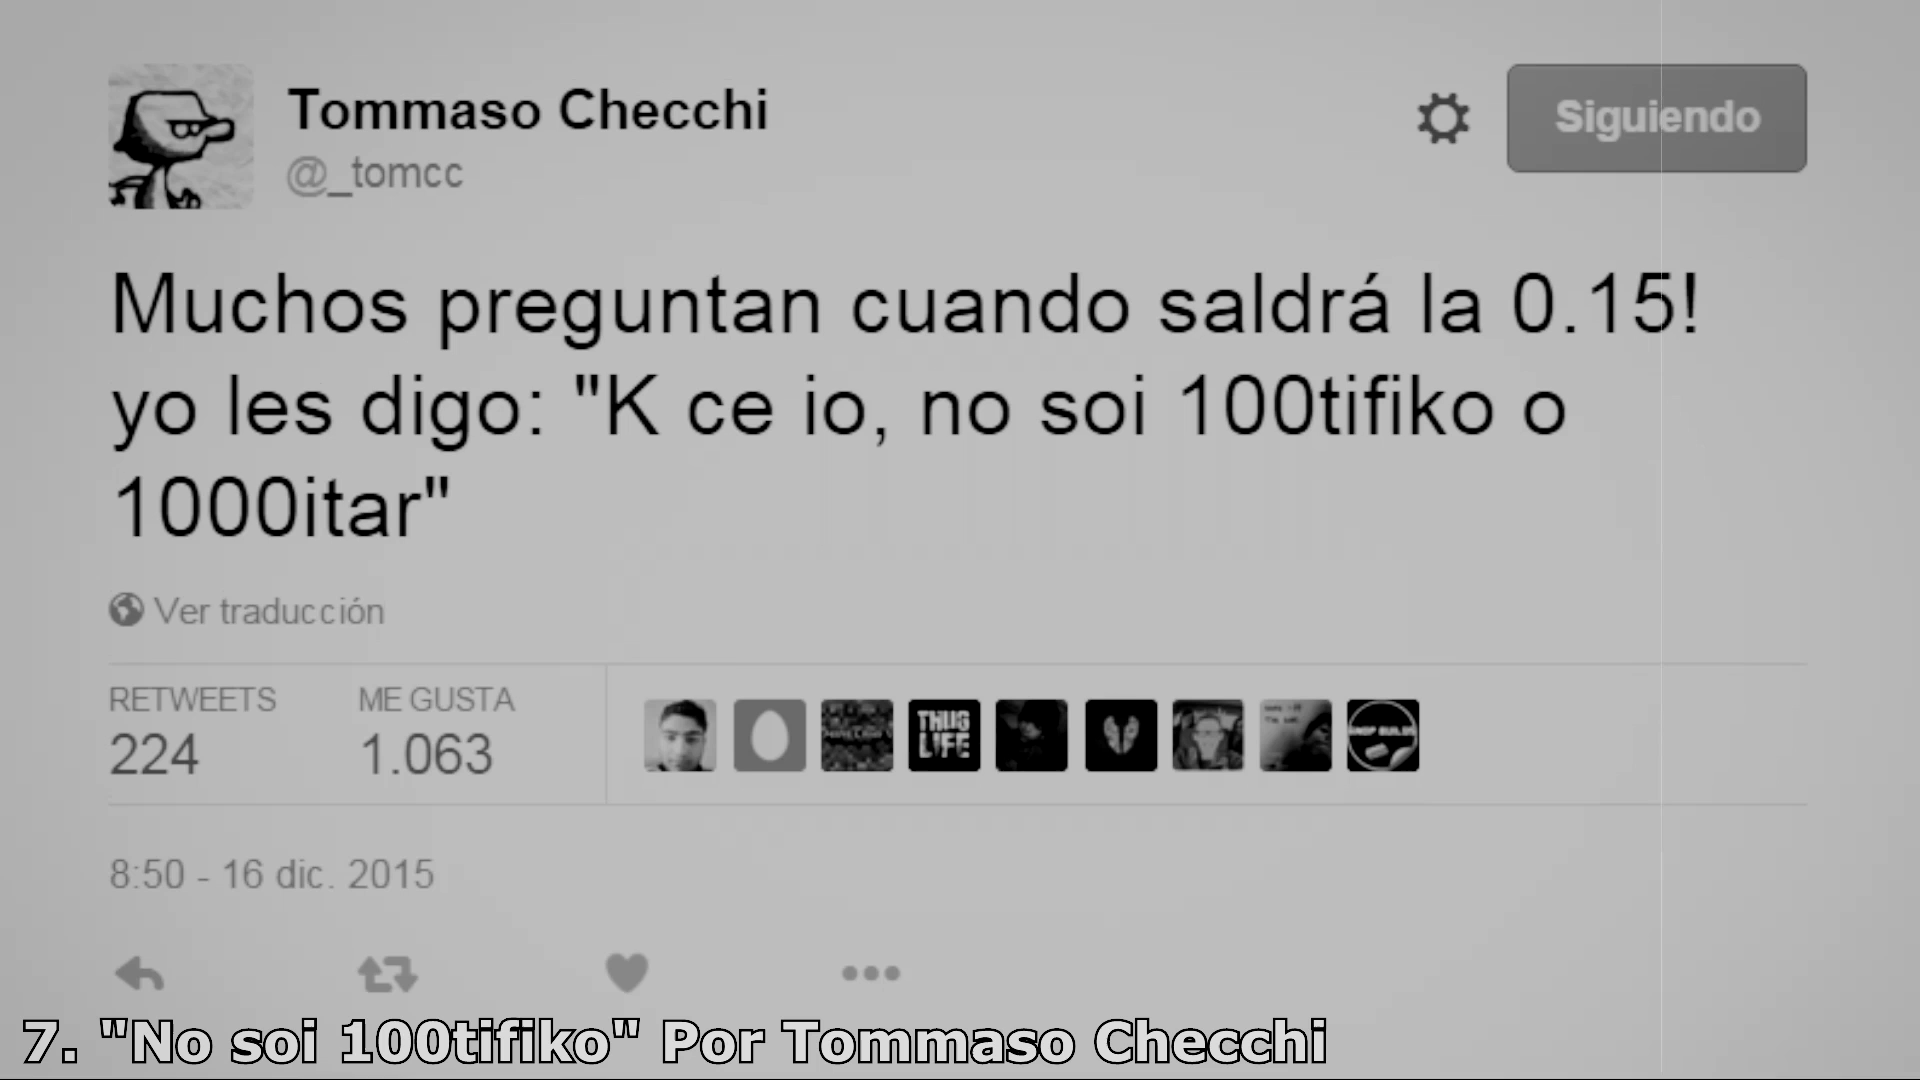 Tommaso Checchi
@_tomcc
Siguiendo
Muchos preguntan cuando saldrá la 0.15!
yo les digo: "K ce io, no soi 100tifiko o
1000itar"
Ver traducción
RETWEETS
224
ME GUSTA
1.063
THUG
LIFE
8:50 - 16 dic. 2015
7. "No soi 100tifiko" Por Tommaso Checchi